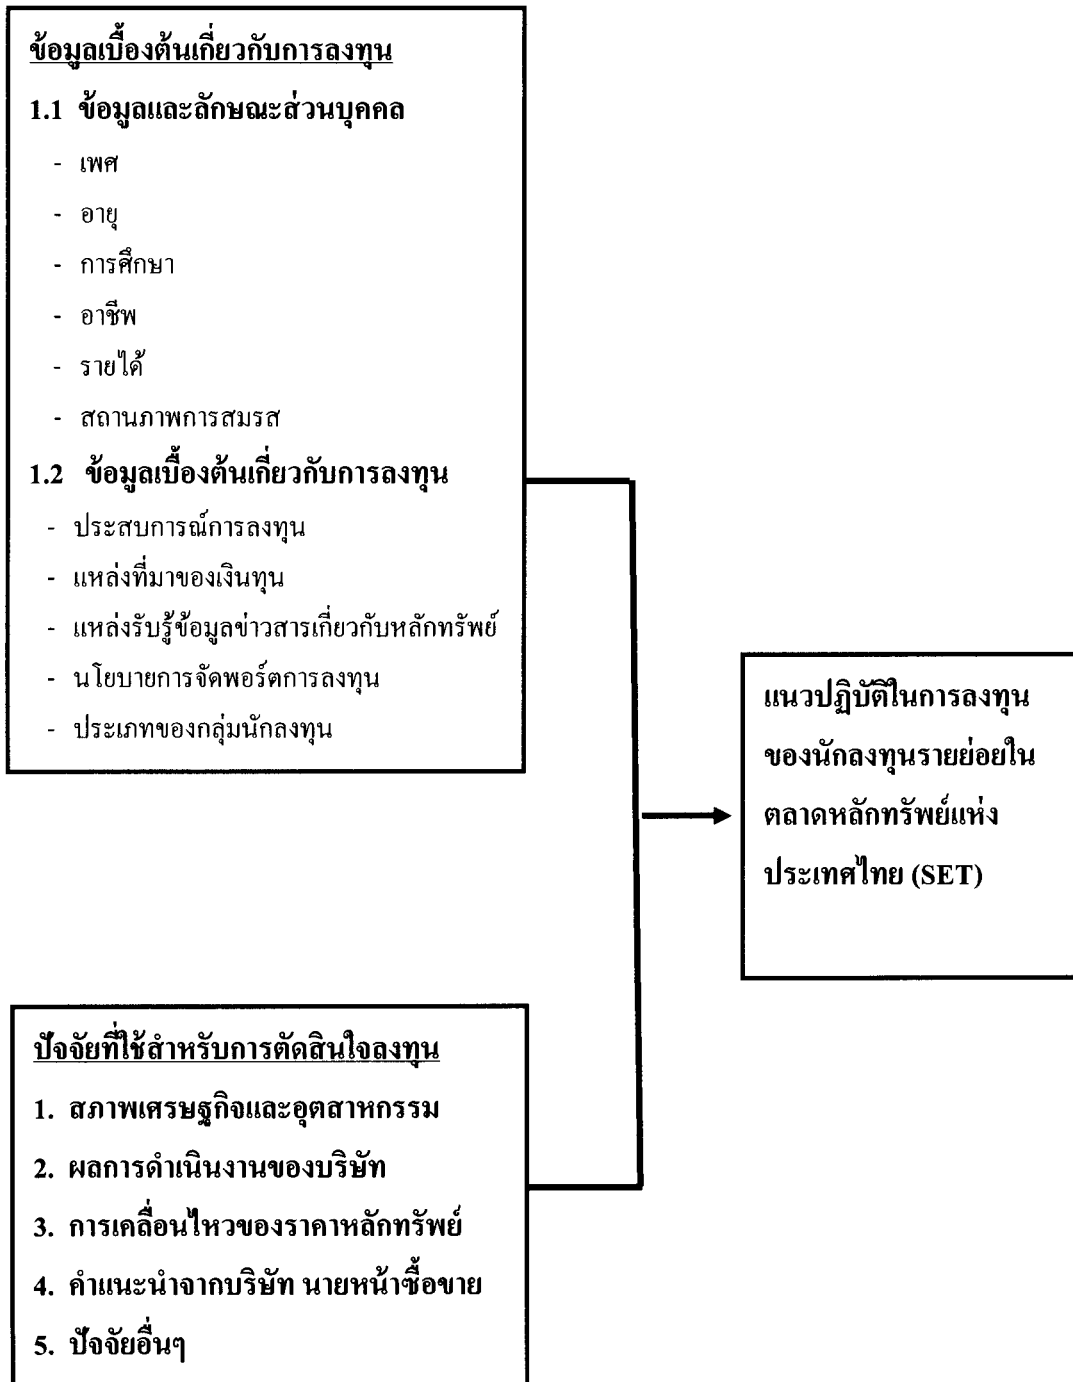 ข้อมูลเบื้องต้นเกี่ยวกับการลงทุน
1.1 ข้อมูลและลักษณะส่วนบุคคล
- เพศ
- อายุ
- การศึกษา
- อาชีพ
- รายได้
- สถานภาพการสมรส
1.2 ข้อมูลเบื้องต้นเกี่ยวกับการลงทุน
- ประสบการณ์การลงทุน
- แหล่งที่มาของเงินทุน
- แหล่งรับรู้ข้อมูลข่าวสารเกี่ยวกับหลักทรัพย์
- นโยบายการจัดพอร์ตการลงทุน
- ประเภทของกลุ่มนักลงทุน
แนวปฏิบัติในการลงทุน
ของนักลงทุนรายย่อยใน
ตลาดหลักทรัพย์แห่ง
ประเทศไทย (SET)
ปัจจัยที่ใช้สำหรับการตัดสินใจลงทุน
1. สภาพเศรษฐกิจและอุตสาหกรรม
2. ผลการดำเนินงานของบริษัท
3. การเคลื่อนไหวของราคาหลักทรัพย์
4. คำแนะนำจากบริษัท นายหน้าซื้อขาย
5. ปัจจัยอื่นๆ